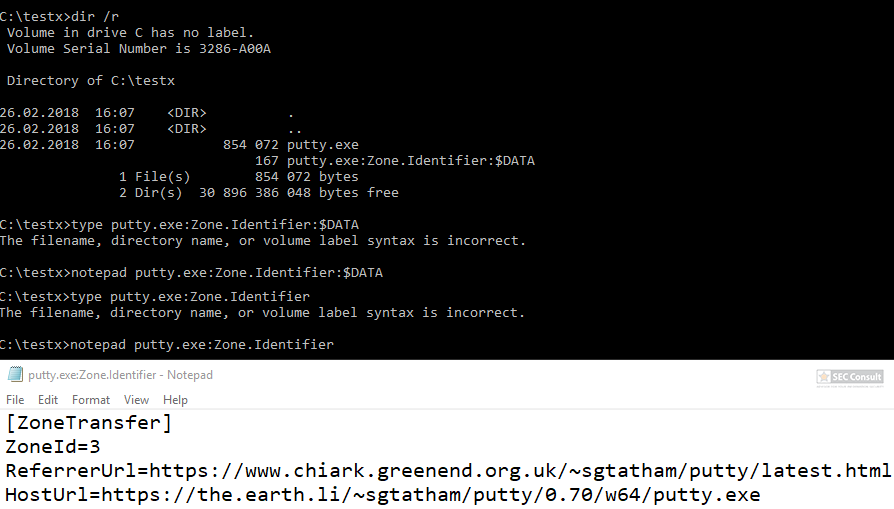 C:\testx>dir /r
Volume in drive C has no label.
Volume Serial Number is 3286-A00A
Directory of C:\testx
26.02.2018  16:07    <DIR>          .
26.02.2018  16:07    <DIR>          ..
26.02.2018  16:07           854 072 putty.exe
167 putty.exe:Zone.Identifier:$DATA
1 File(s)        854 072 bytes
2 Dir(s)  30 896 386 048 bytes free
C:\testx>type putty.exe:Zone.Identifier:$DATA
The filename, directory name, or volume label syntax is incorrect.
C:\testx>notepad putty.exe:Zone.Identifier:$DATA
C:\testx>type putty.exe:Zone.Identifier
The filename, directory name, or volume label syntax is incorrect.
C:\testx>notepad putty.exe:Zone.Identifier
putty.exe:Zone.Identifier - Notepad
SEC Consult
File Edit Format View Help
[ZoneTransfer]
ZoneId=3
ReferrerUrl=https://www.chiark.greenend.org.uk/~sgtatham/putty/latest.html
HostUrl=https://the.earth.li/~sgtatham/putty/0.70/w64/putty.exe